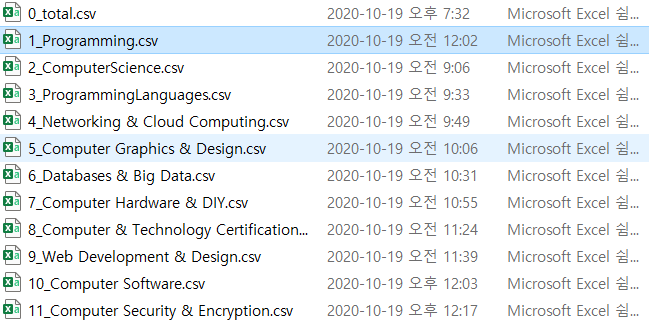 0_total.csv 2020-10-19 오후 7:32 Microsoft Excel 쉼...
1_Programming.csv 2020-10-19 오전 12:02 Microsoft Excel 쉼...
2_ComputerScience.csv 2020-10-19 오전 9:06 Microsoft Excel 쉼...
3_ProgrammingLanguages.csv 2020-10-19 오전 9:33 Microsoft Excel 쉼...
4_Networking & Cloud Computing.csv 2020-10-19 오전 9:49 Microsoft Excel 쉼...
5_Computer Graphics & Design.csv 2020-10-19 오전 10:06 Microsoft Excel 쉼...
6_Databases & Big Data.csv 2020-10-19 오전 10:31 Microsoft Excel 쉼...
7_Computer Hardware & DIY.csv 2020-10-19 오전 10:55 Microsoft Excel 쉼...
8_Computer & Technology Certification... 2020-10-19 오전 11:24 Microsoft Excel 쉼...
9_Web Development & Design.csv 2020-10-19 오전 11:39 Microsoft Excel 쉼...
10_Computer Software.csv 2020-10-19 오후 12:03 Microsoft Excel 쉼...
11_Computer Security & Encryption.csv 2020-10-19 오후 12:17 Microsoft Excel 쉼...